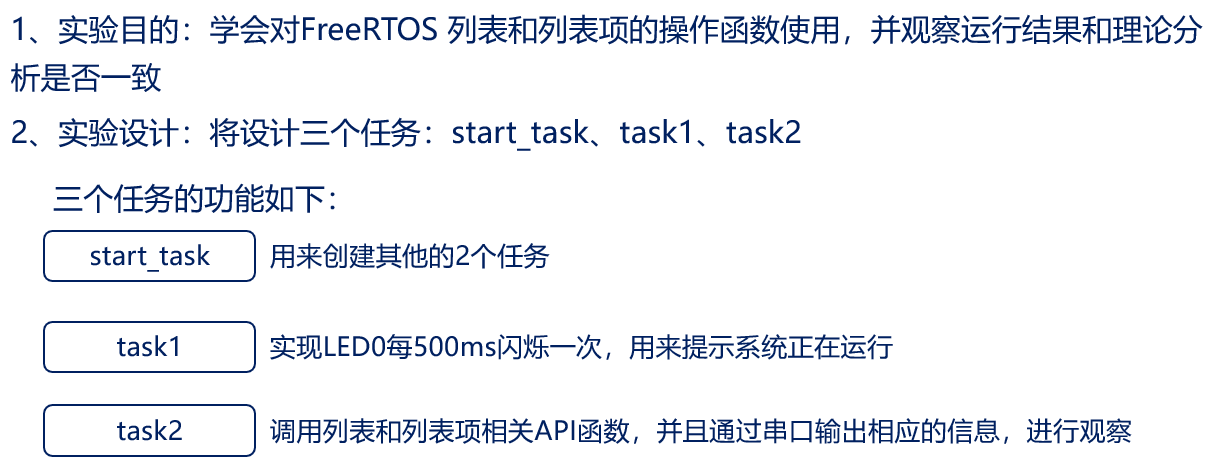 1、实验目的：学会对FreeRTOS 列表和列表项的操作函数使用，并观察运行结果和理论分
析是否一致
2、实验设计：将设计三个任务：start_task、task1、task2
三个任务的功能如下：
start_task 用来创建其他的2个任务
task1 实现LED0每500ms闪烁一次，用来提示系统正在运行
task2 调用列表和列表项相关API函数，并且通过串口输出相应的信息，进行观察